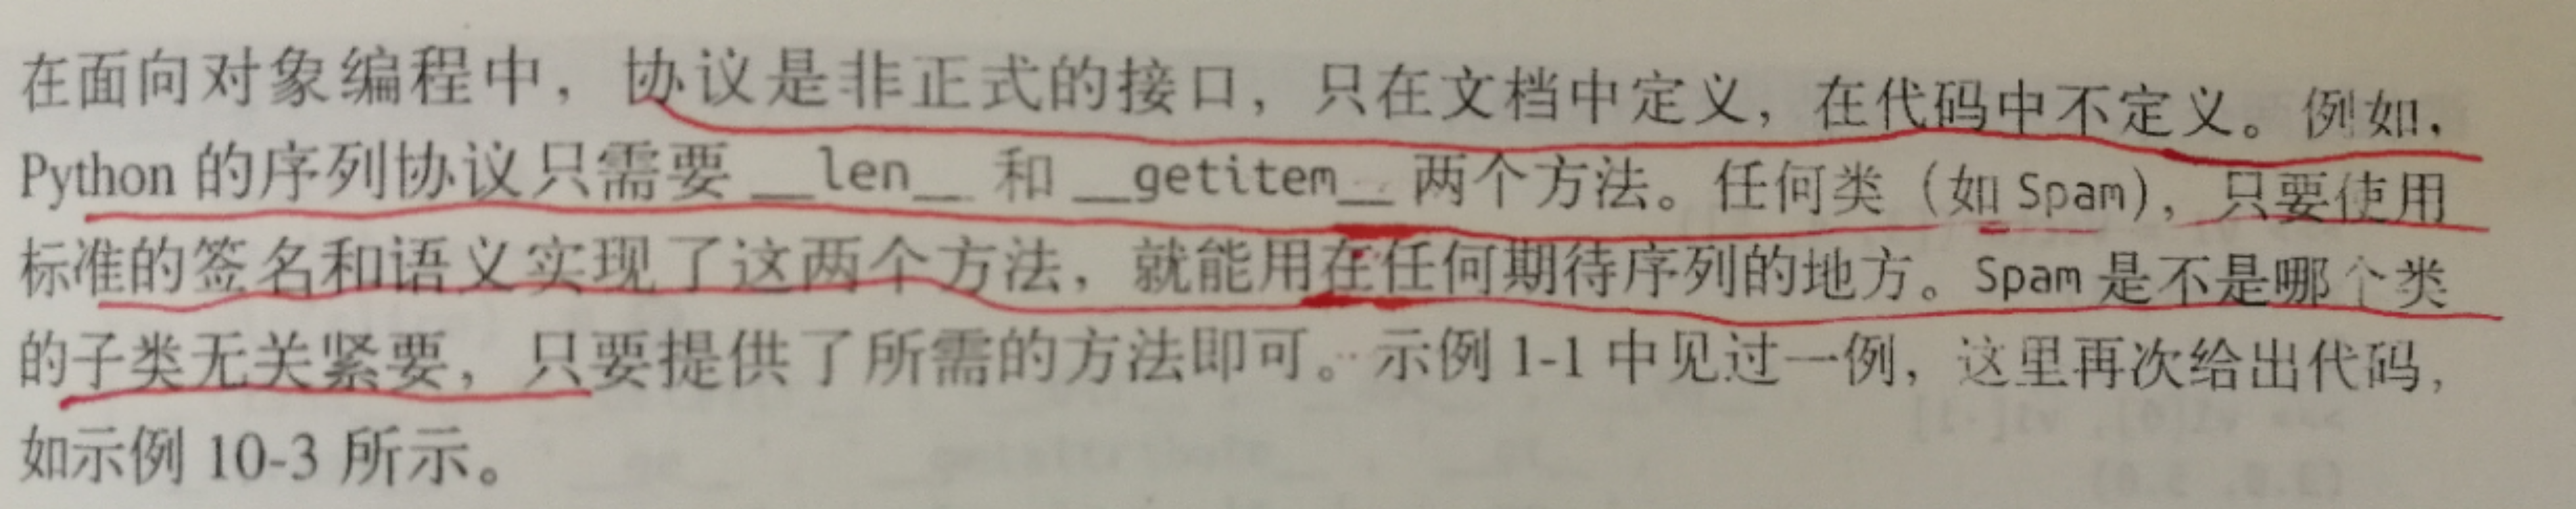 在面向对象编程中，协议是非正式的接口，只在文档中定义，在代码中不定义。例如，
Python 的序列协议只需要 __len__ 和 __getitem__ 两个方法。任何类（如 Spam），只要使用
标准的签名和语义实现了这两个方法，就能用在任何期待序列的地方。Spam 是不是哪个类
的子类无关紧要，只要提供了所需的方法即可。示例 1-1 中见过一例，这里再次给出代码，
如示例 10-3 所示。